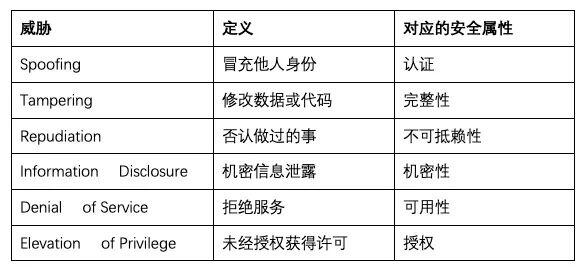 威胁 定义 对应的安全属性
Spoofing 冒充他人身份 认证
Tampering 修改数据或代码 完整性
Repudiation 否认做过的事 不可抵赖性
Information Disclosure 机密信息泄露 机密性
Denial of Service 拒绝服务 可用性
Elevation of Privilege 未经授权获得许可 授权